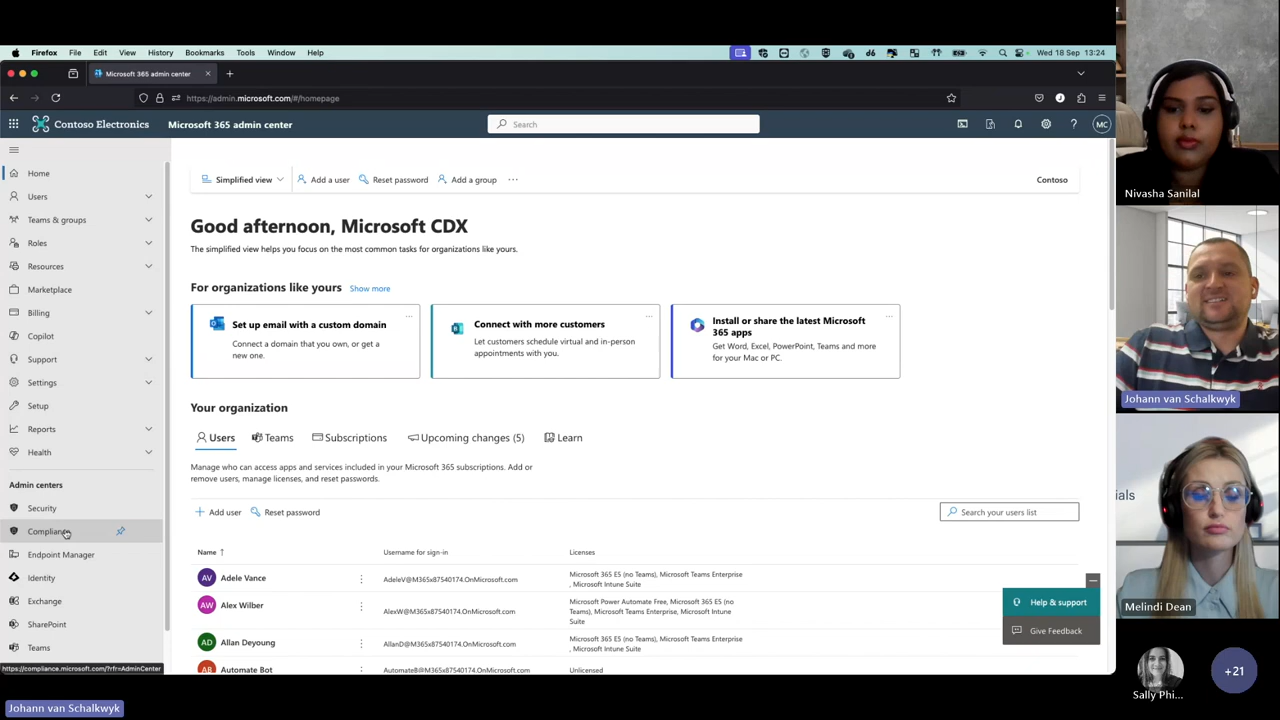 Firefox File Edit View History Bookmarks Tools Window Help
Wed 18 Sep 13:24
Microsoft 365 admin center
https://admin.microsoft.com/#/homepage
Contoso Electronics
Microsoft 365 admin center
Search
MC
Home
Users
Teams & groups
Roles
Resources
Marketplace
Billing
Copilot
Support
Settings
Setup
Reports
Health
Admin centers
Security
Compliance
Endpoint Manager
Identity
Exchange
SharePoint
Teams
https://compliance.microsoft.com/?rfr=AdminCenter
Simplified view
Add a user
Reset password
Add a group
Contoso
Good afternoon, Microsoft CDX
The simplified view helps you focus on the most common tasks for organizations like yours.
For organizations like yours Show more
Set up email with a custom domain
Connect a domain that you own, or get a
new one.
Connect with more customers
Let customers schedule virtual and in-person
appointments with you.
Install or share the latest Microsoft
365 apps
Get Word, Excel, PowerPoint, Teams and more
for your Mac or PC.
Your organization
Users Teams Subscriptions Upcoming changes (5) Learn
Manage who can access apps and services included in your Microsoft 365 subscriptions. Add or
remove users, manage licenses, and reset passwords.
Add user Reset password
Search your users list
Name ↑ Username for sign-in Licenses
AV Adele Vance AdeleV@M365x87540174.OnMicrosoft.com Microsoft 365 E5 (no Teams), Microsoft Teams Enterprise
, Microsoft Intune Suite
AW Alex Wilber AlexW@M365x87540174.OnMicrosoft.com Microsoft Power Automate Free, Microsoft 365 E5 (no
Teams), Microsoft Teams Enterprise, Microsoft Intune
Suite
AD Allan Deyoung AllanD@M365x87540174.OnMicrosoft.com Microsoft 365 E5 (no Teams), Microsoft Teams Enterprise
, Microsoft Intune Suite
AB Automate Bot AutomateB@M365x87540174.OnMicrosoft.com Unlicensed
Help & support
Give Feedback
Nivasha Sanilal
Johann van Schalkwyk
ials
Melindi Dean
Sally Phi...
+21
Johann van Schalkwyk